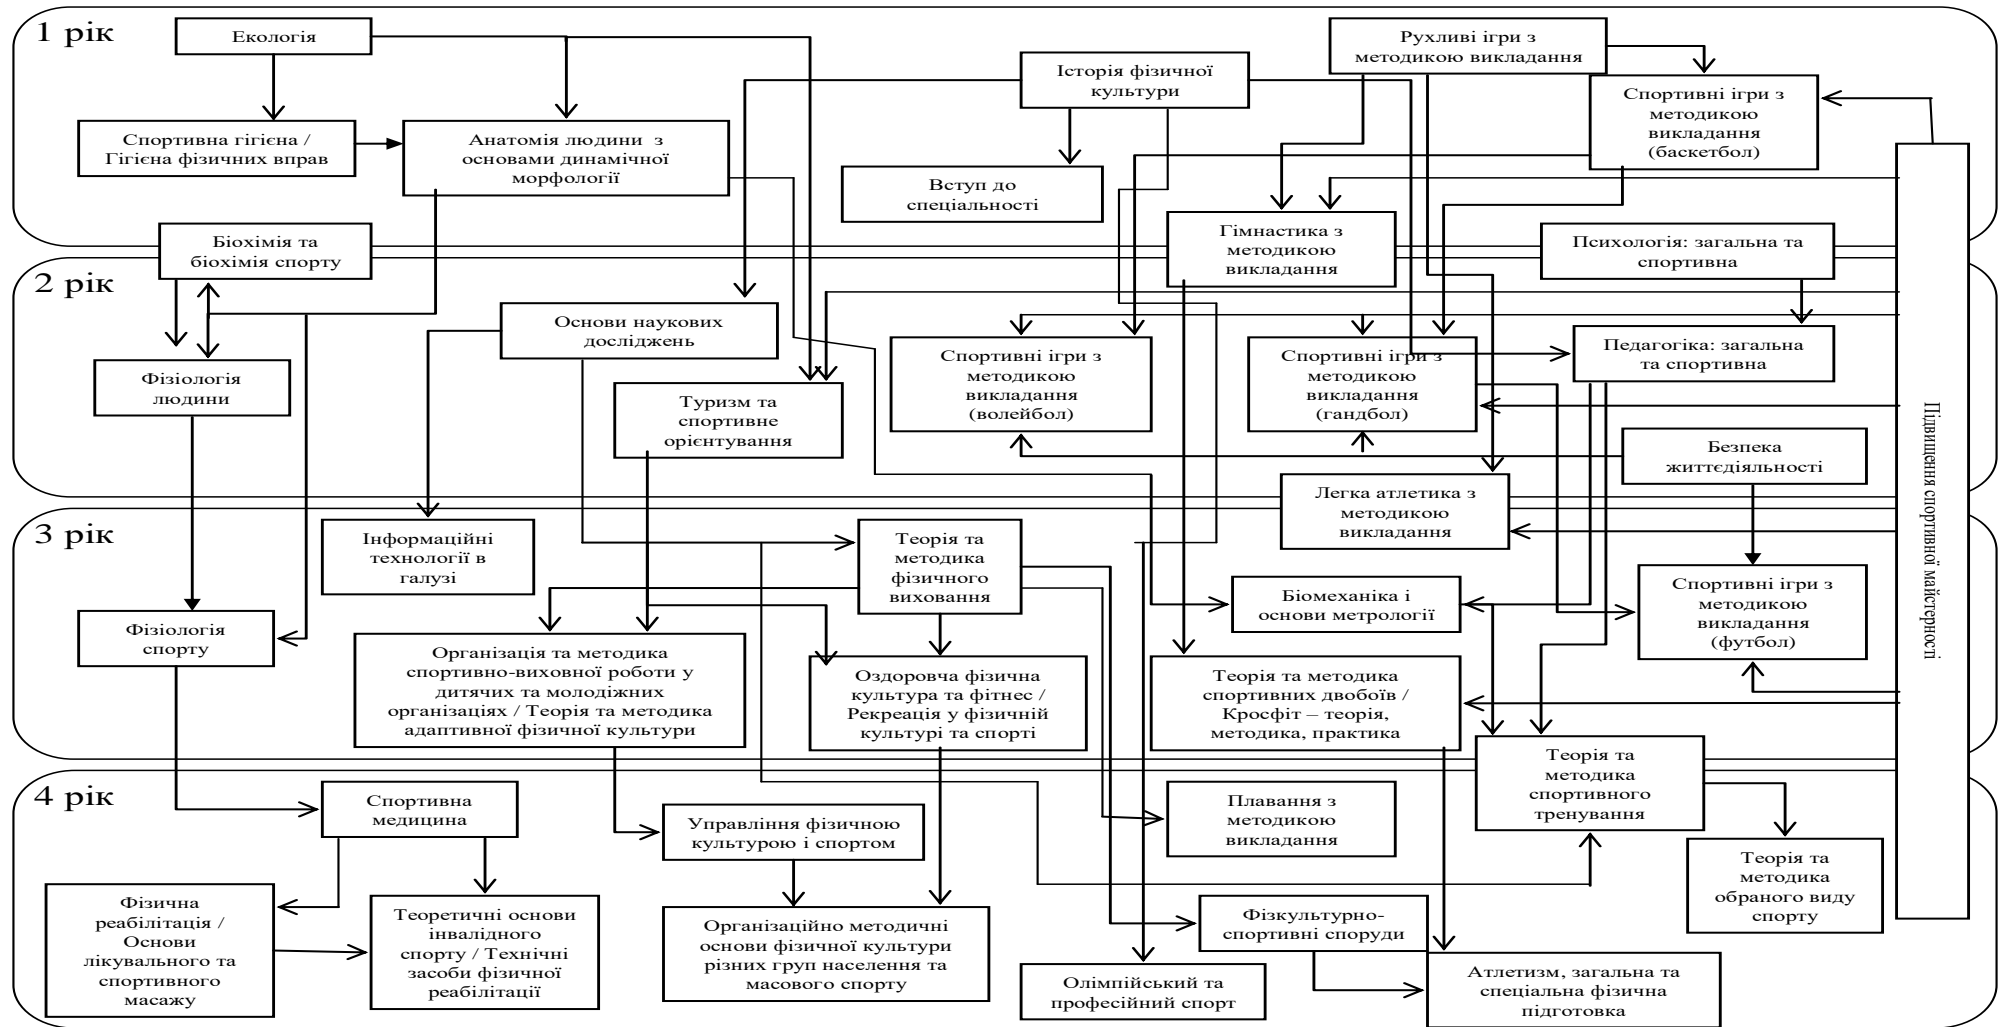 1 рік
Екологія
Рухливі ігри з
методикою викладання
Історія фізичної
культури
Спортивні ігри з
методикою
викладання
(баскетбол)
Спортивна гігієна /
Гігієна фізичних вправ
Анатомія людини з
основами динамічної
морфології
Вступ до
спеціальності
Гімнастика з
методикою
викладання
Психологія: загальна та
спортивна
Біохімія та
біохімія спорту
2 рік
Основи наукових
досліджень
Спортивні ігри з
методикою
викладання
(волейбол)
Спортивні ігри з
методикою
викладання
(гандбол)
Педагогіка: загальна
та спортивна
Фізіологія
людини
Туризм та
спортивне
орієнтування
Безпека
життєдіяльності
Легка атлетика з
методикою
викладання
Підвищення спортивної майстерності
3 рік
Інформаційні
технології в
галузі
Теорія та
методика
фізичного
виховання
Біомеханіка і
основи метрології
Спортивні ігри з
методикою
викладання
(футбол)
Фізіологія
спорту
Організація та методика
спортивно-виховної роботи у
дитячих та молодіжних
організаціях / Теорія та методика
адаптивної фізичної культури
Оздоровча фізична
культура та фітнес /
Рекреація у фізичній
культурі та спорті
Теорія та методика
спортивних двобоїв /
Кросфіт – теорія,
методика, практика
Теорія та
методика
спортивного
тренування
4 рік
Спортивна
медицина
Управління фізичною
культурою і спортом
Плавання з
методикою
викладання
Теорія та
методика
обраного виду
спорту
Фізична
реабілітація /
Основи
лікувального та
спортивного
масажу
Теоретичні основи
інвалідного
спорту / Технічні
засоби фізичної
реабілітації
Організаційно методичні
основи фізичної культури
різних груп населення та
масового спорту
Фізкультурно-
спортивні споруди
Олімпійський та
професійний спорт
Атлетизм, загальна та
спеціальна фізична
підготовка